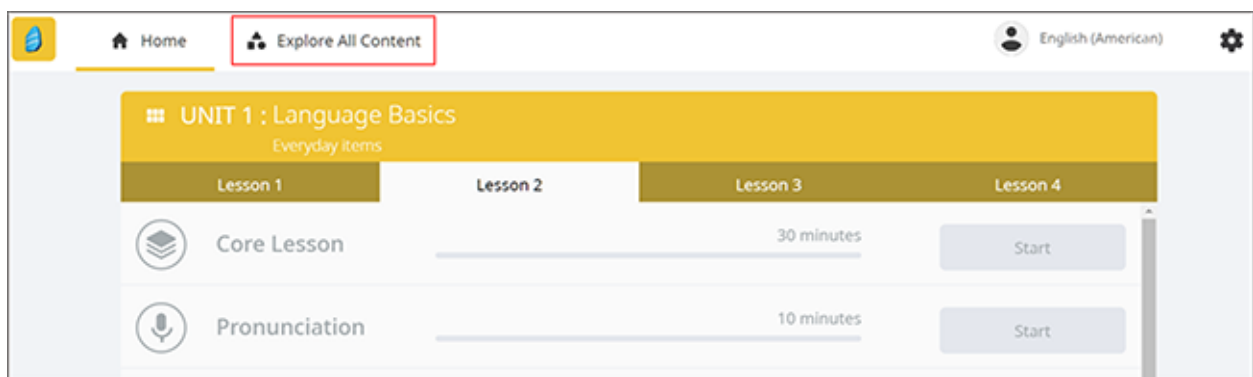 Home
Explore All Content
English (American)
UNIT 1 : Language Basics
Everyday items
Lesson 1
Lesson 2
Lesson 3
Lesson 4
Core Lesson
30 minutes
Start
Pronunciation
10 minutes
Start